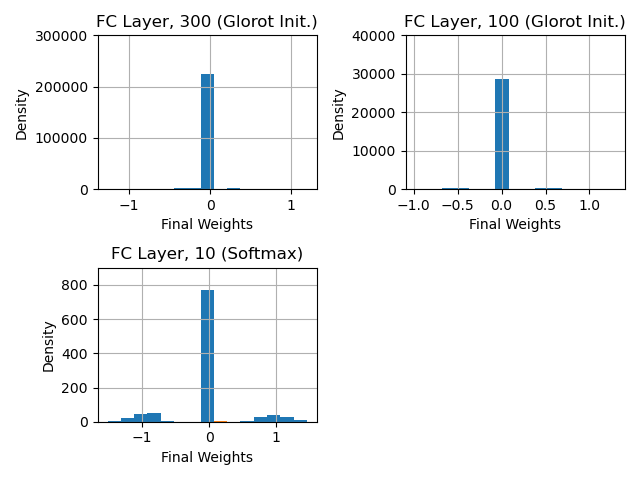 FC Layer, 300 (Glorot Init.)
300000
200000
100000
0
Density
−1
0
1
Final Weights
FC Layer, 100 (Glorot Init.)
40000
30000
20000
10000
0
Density
−1.0
−0.5
0.0
0.5
1.0
Final Weights
FC Layer, 10 (Softmax)
800
600
400
200
0
Density
−1
0
1
Final Weights